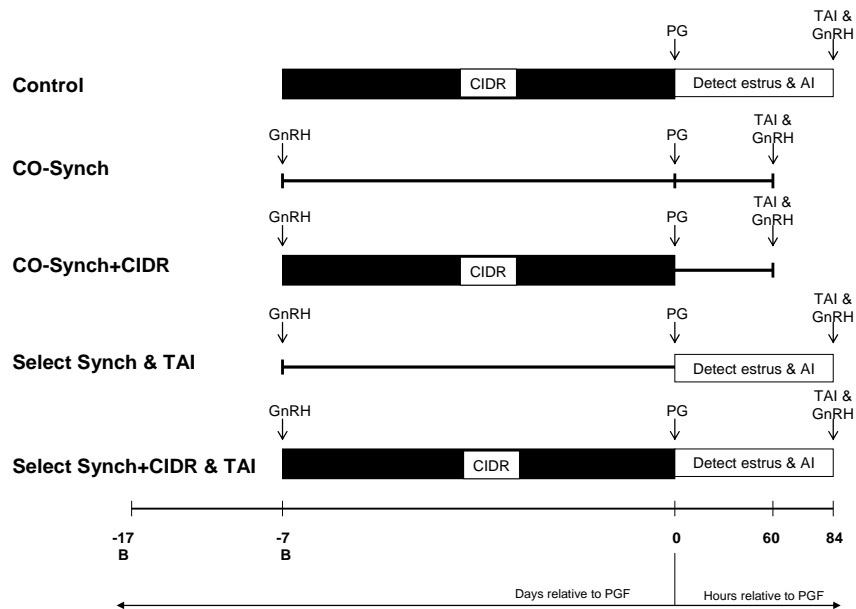 PG
TAI &
GnRH
Control
CIDR
Detect estrus & AI
GnRH
PG
TAI &
GnRH
CO-Synch
GnRH
PG
TAI &
GnRH
CO-Synch+CIDR
CIDR
GnRH
PG
TAI &
GnRH
Select Synch & TAI
Detect estrus & AI
GnRH
PG
TAI &
GnRH
Select Synch+CIDR & TAI
CIDR
Detect estrus & AI
-17 -7 0 60 84
B B
Days relative to PGF Hours relative to PGF